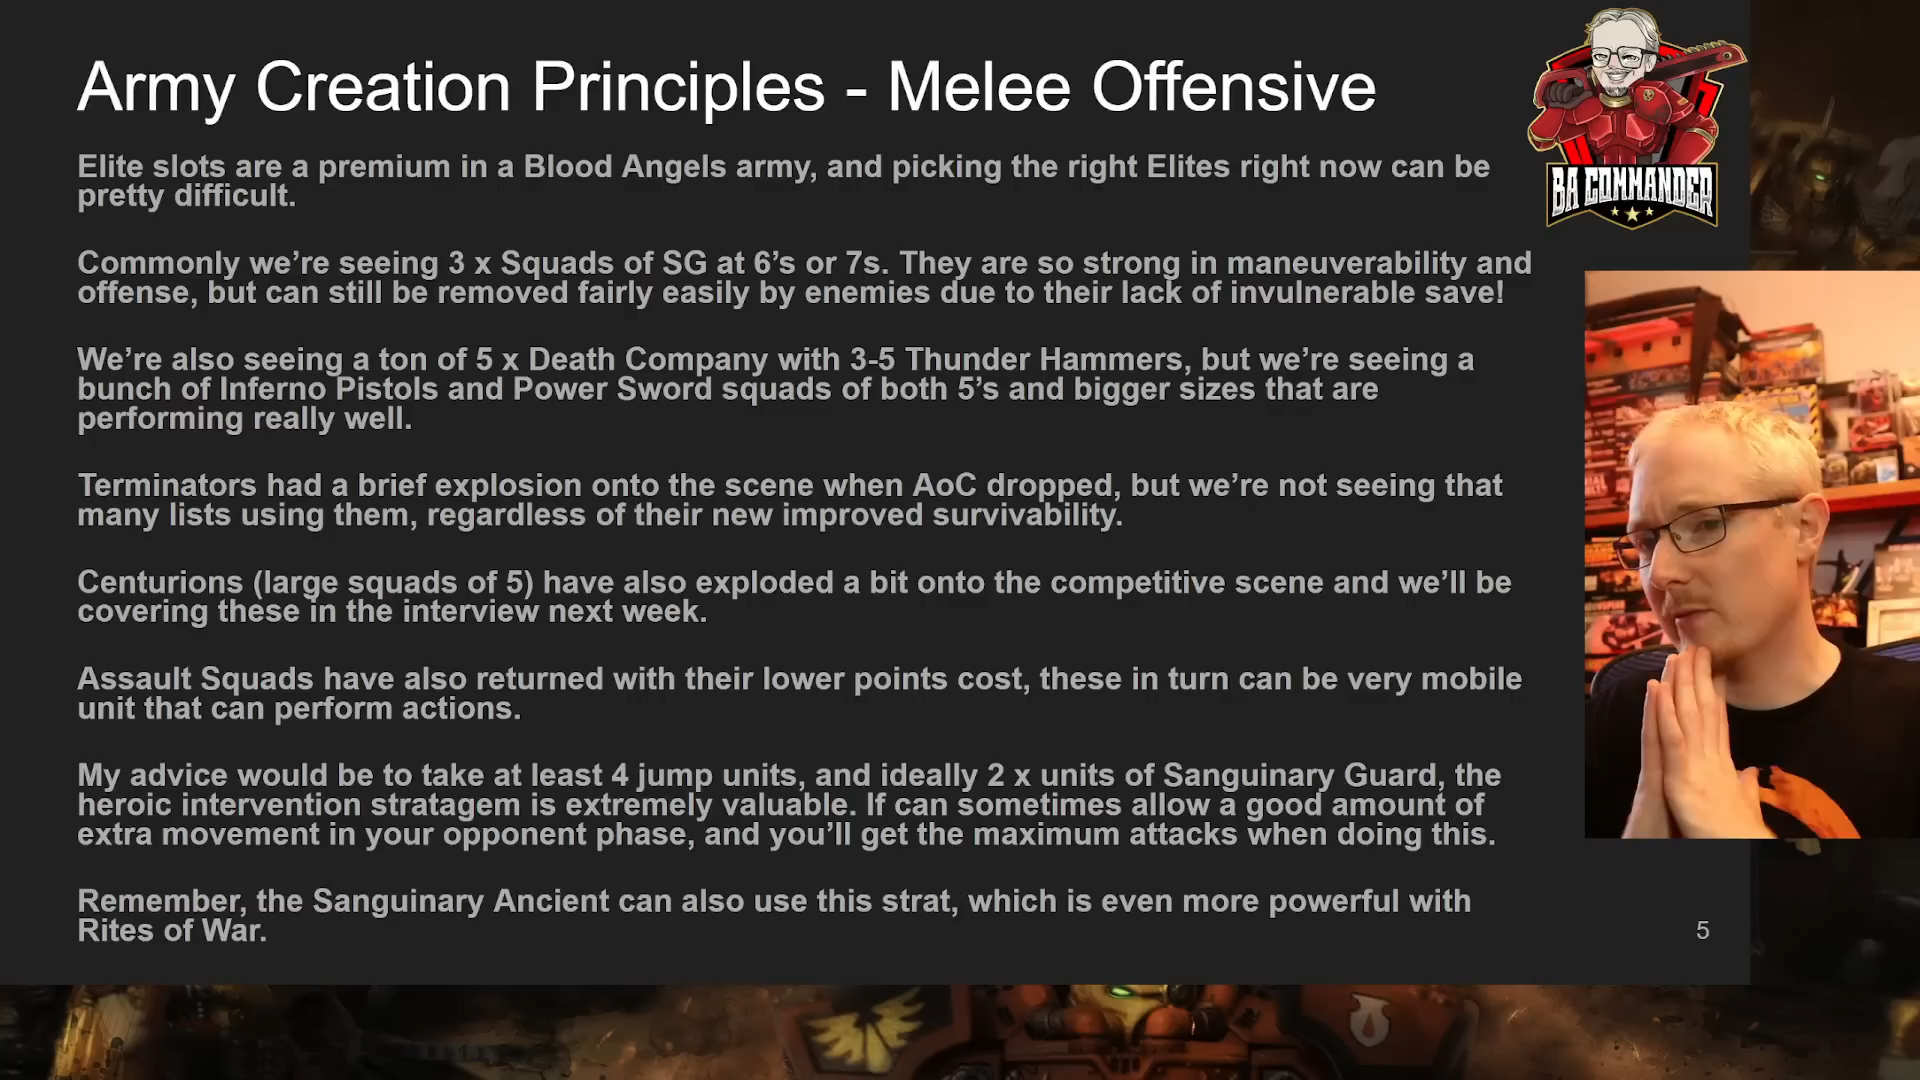 Army Creation Principles - Melee Offensive
Elite slots are a premium in a Blood Angels army, and picking the right Elites right now can be
pretty difficult.
Commonly we’re seeing 3 x Squads of SG at 6’s or 7s. They are so strong in maneuverability and
offense, but can still be removed fairly easily by enemies due to their lack of invulnerable save!
We’re also seeing a ton of 5 x Death Company with 3-5 Thunder Hammers, but we’re seeing a
bunch of Inferno Pistols and Power Sword squads of both 5’s and bigger sizes that are
performing really well.
Terminators had a brief explosion onto the scene when AoC dropped, but we’re not seeing that
many lists using them, regardless of their new improved survivability.
Centurions (large squads of 5) have also exploded a bit onto the competitive scene and we’ll be
covering these in the interview next week.
Assault Squads have also returned with their lower points cost, these in turn can be very mobile
unit that can perform actions.
My advice would be to take at least 4 jump units, and ideally 2 x units of Sanguinary Guard, the
heroic intervention stratagem is extremely valuable. If can sometimes allow a good amount of
extra movement in your opponent phase, and you’ll get the maximum attacks when doing this.
Remember, the Sanguinary Ancient can also use this strat, which is even more powerful with
Rites of War.
5
BA COMMANDER